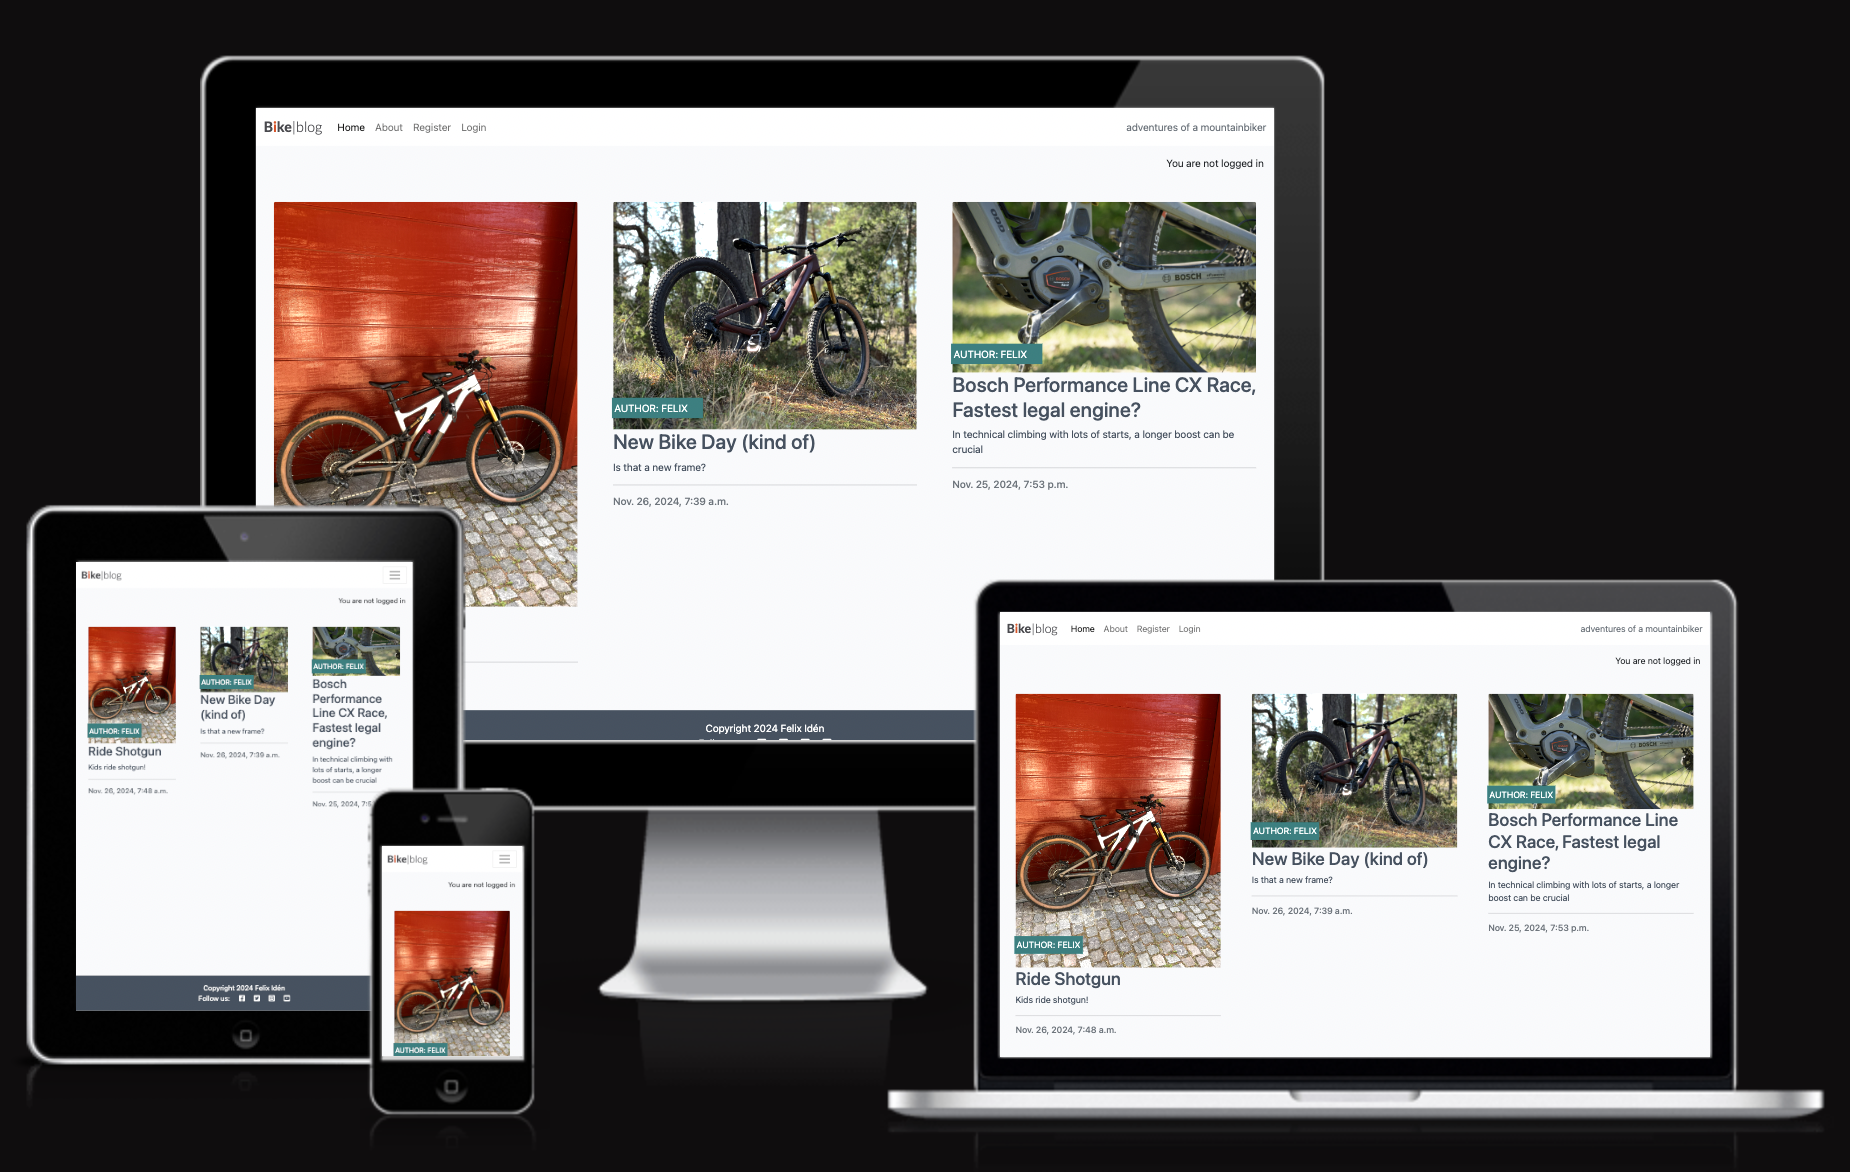 Bike|blog Home About Register Login adventures of a mountainbiker
You are not logged in
AUTHOR: FELIX
New Bike Day (kind of)
Is that a new frame?
Nov. 26, 2024, 7:39 a.m.
BOSCH
AUTHOR: FELIX
Bosch Performance Line CX Race,
Fastest legal engine?
In technical climbing with lots of starts, a longer boost can be
crucial
Nov. 25, 2024, 7:53 p.m.
Copyright 2024 Felix Idén
Bike|blog
You are not logged in
AUTHOR: FELIX
Ride Shotgun
Kids ride shotgun!
Nov. 26, 2024, 7:48 a.m.
AUTHOR: FELIX
New Bike Day
(kind of)
Is that a new frame?
Nov. 26, 2024, 7:39 a.m.
AUTHOR: FELIX
Bosch
Performance
Line CX Race,
Fastest legal
engine?
In technical climbing with
lots of starts, a longer
boost can be crucial
Nov. 25, 2024,
Copyright 2024 Felix Idén
Follow us:
Bike|blog
You are not logged in
AUTHOR: FELIX
Bike|blog Home About Register Login adventures of a mountainbiker
You are not logged in
AUTHOR: FELIX
Ride Shotgun
Kids ride shotgun!
Nov. 26, 2024, 7:48 a.m.
AUTHOR: FELIX
New Bike Day (kind of)
Is that a new frame?
Nov. 26, 2024, 7:39 a.m.
BOSCH
AUTHOR: FELIX
Bosch Performance Line
CX Race, Fastest legal
engine?
In technical climbing with lots of starts, a longer
boost can be crucial
Nov. 25, 2024, 7:53 p.m.